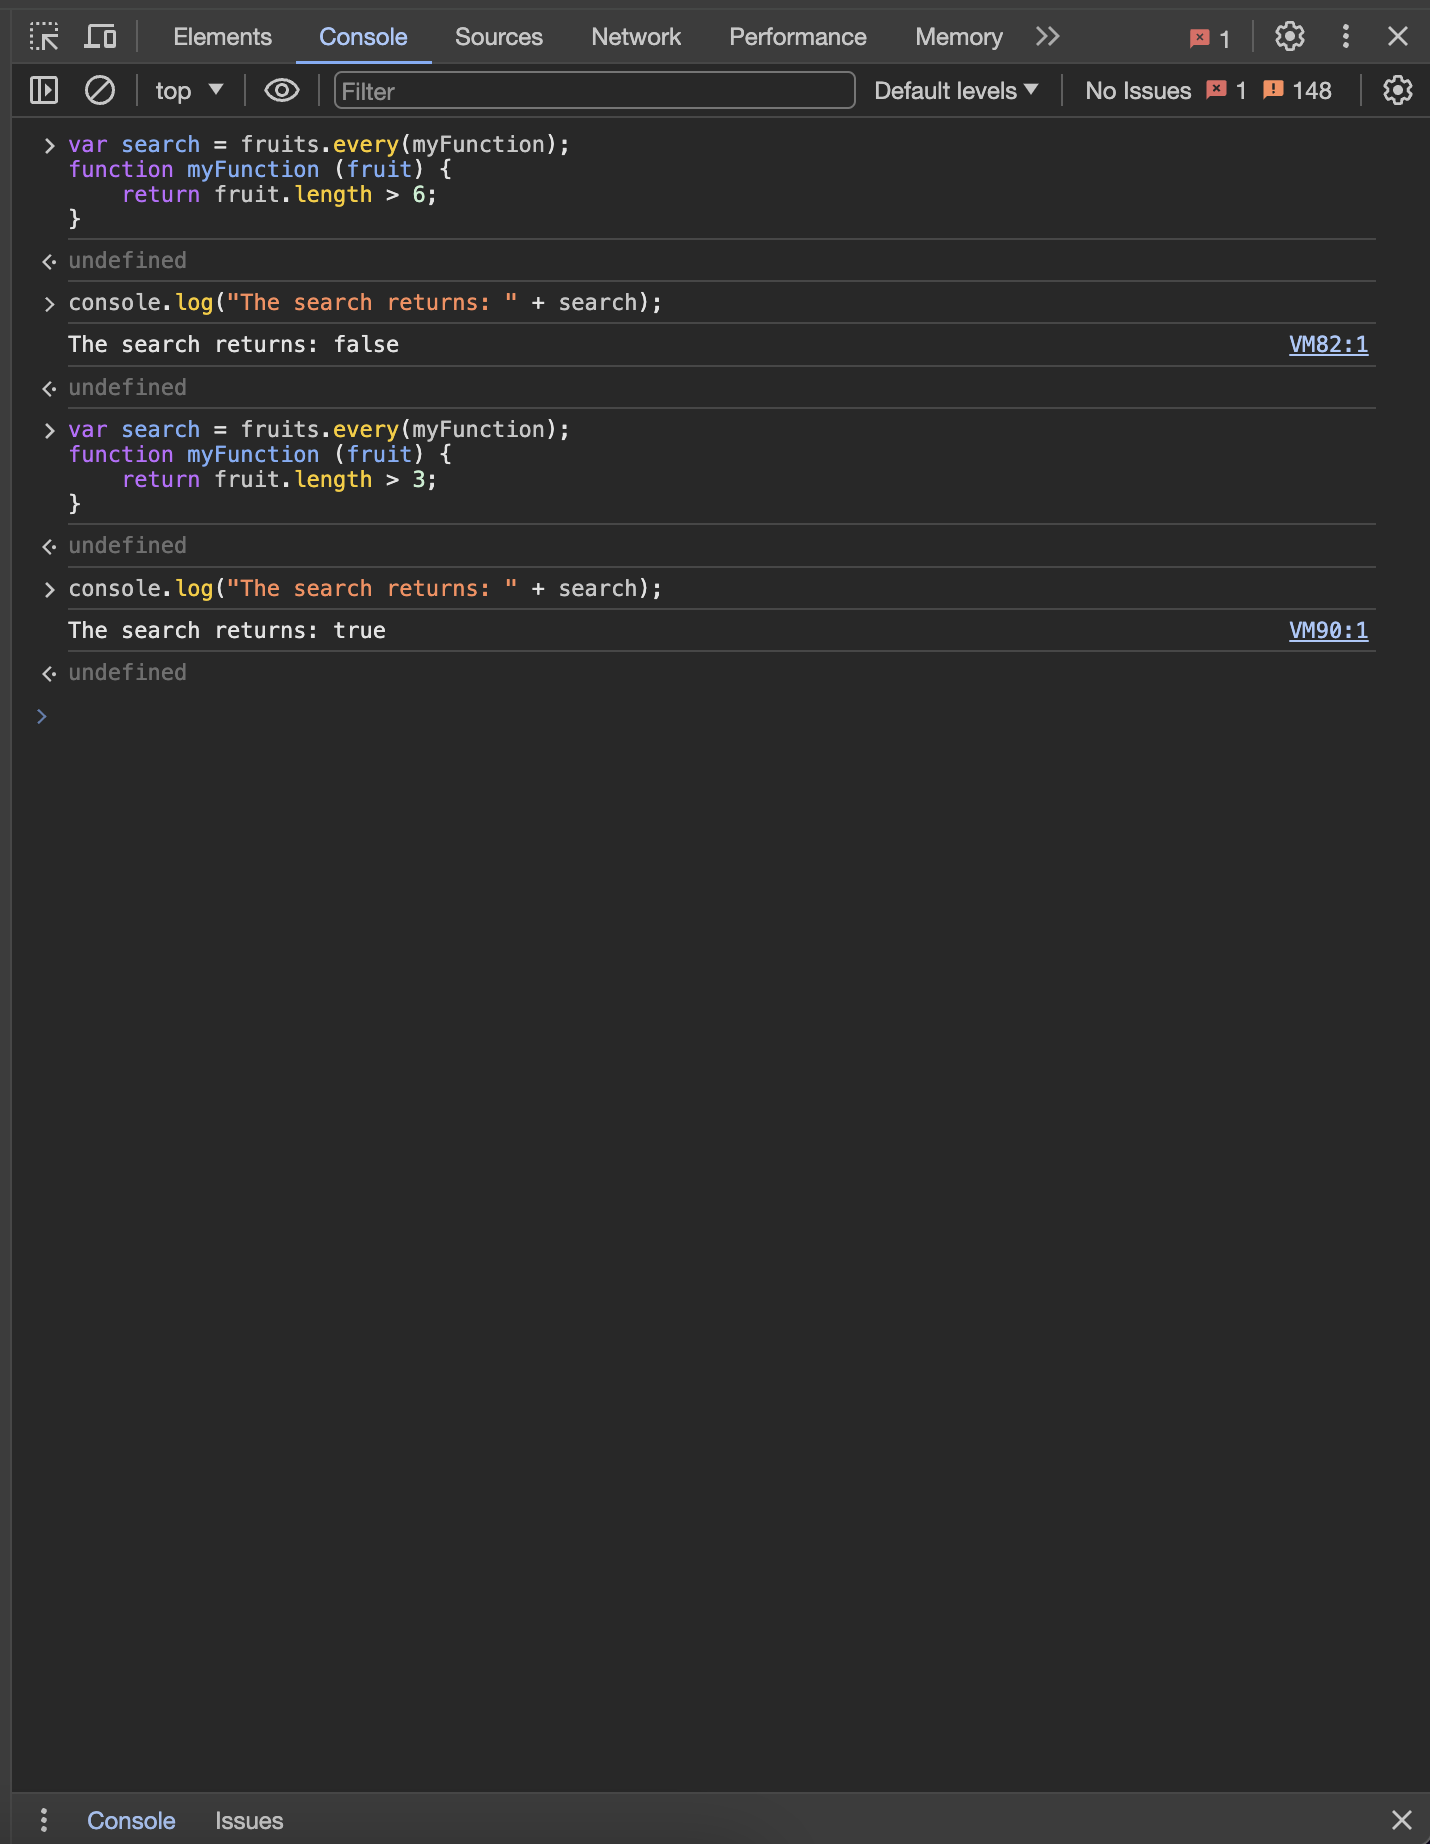 Elements Console Sources Network Performance Memory 1
top Filter Default levels No Issues 1 148
var search = fruits.every(myFunction);
function myFunction (fruit) {
    return fruit.length > 6;
}
undefined
console.log("The search returns: " + search);
The search returns: false VM82:1
undefined
var search = fruits.every(myFunction);
function myFunction (fruit) {
    return fruit.length > 3;
}
undefined
console.log("The search returns: " + search);
The search returns: true VM90:1
undefined
Console Issues